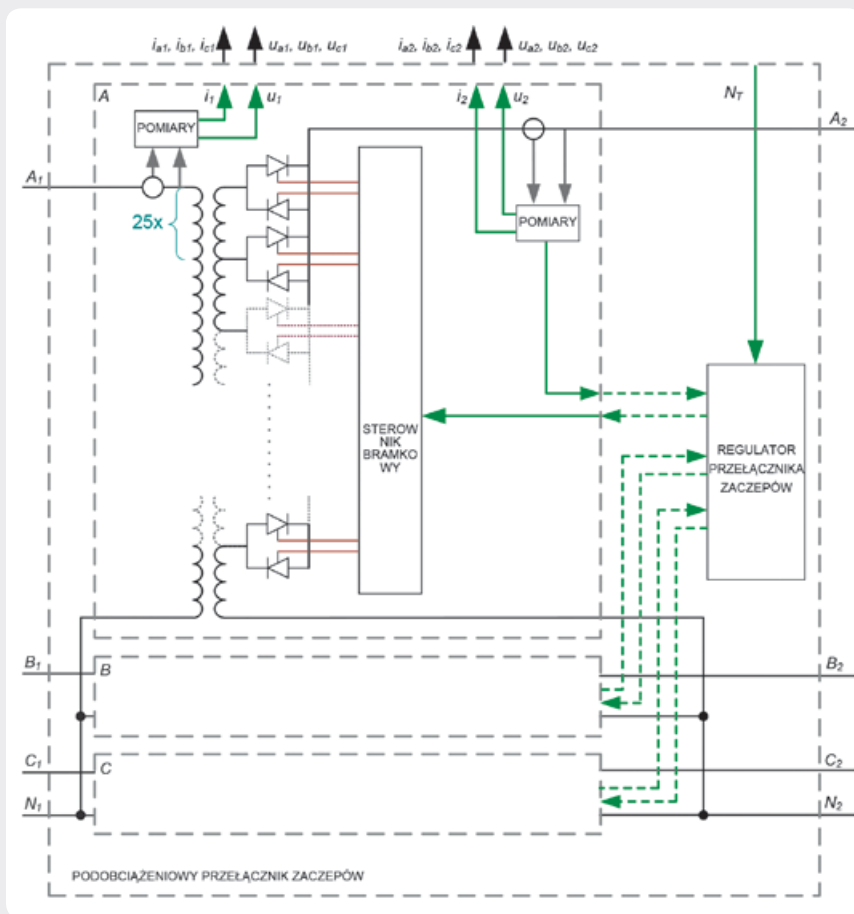 ia1, ib1, ic1
ua1, ub1, uc1
ia2, ib2, ic2
ua2, ub2, uc2
A
i1
u1
i2
u2
NT
POMIARY
A2
A1
25x
POMIARY
STEROW
NIK
BRAMKO
WY
REGULATOR
PRZEŁĄCZNIKA
ZACZEPÓW
B1
B
B2
C1
C
C2
N1
N2
PODOBCIĄŻENIOWY PRZEŁĄCZNIK ZACZEPÓW